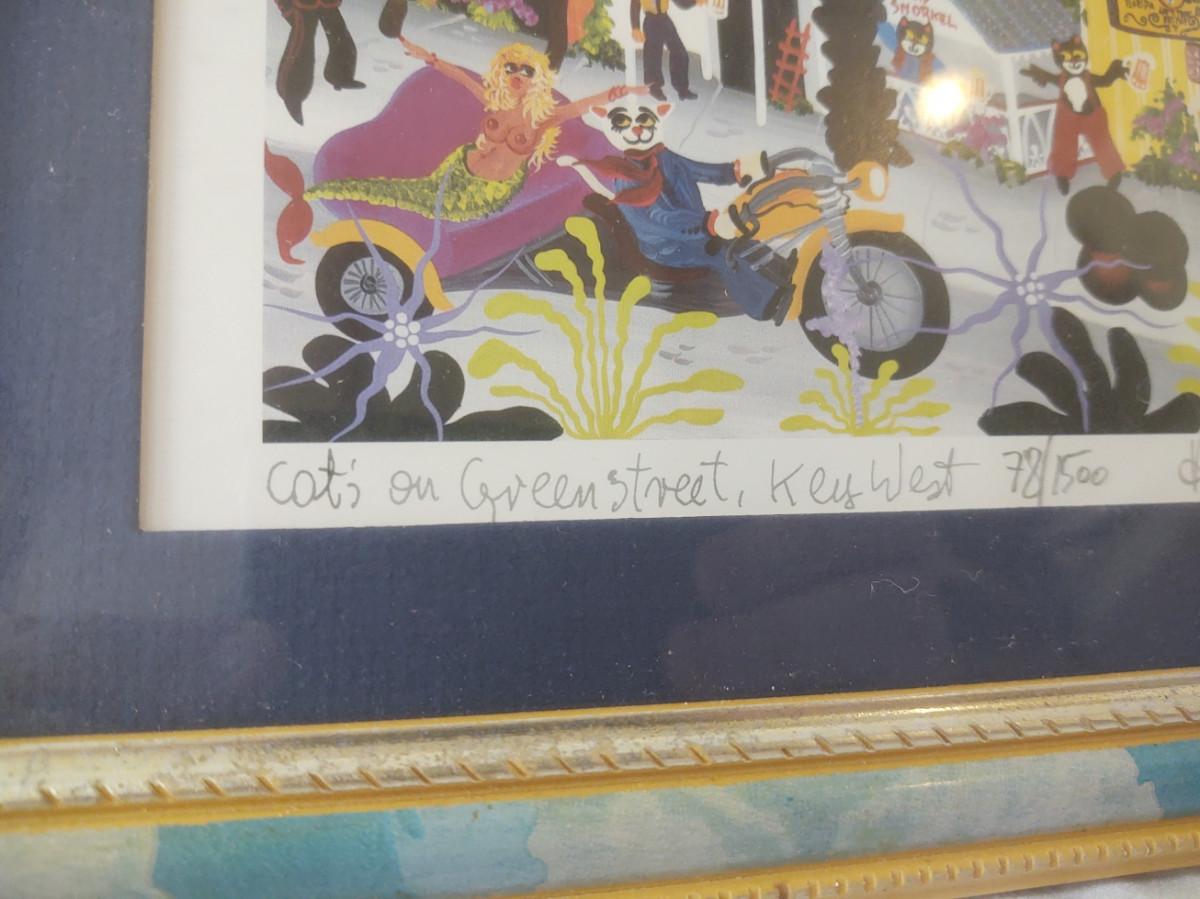 SNORKEL
Cat's on Greenstreet, Key West 78/1500